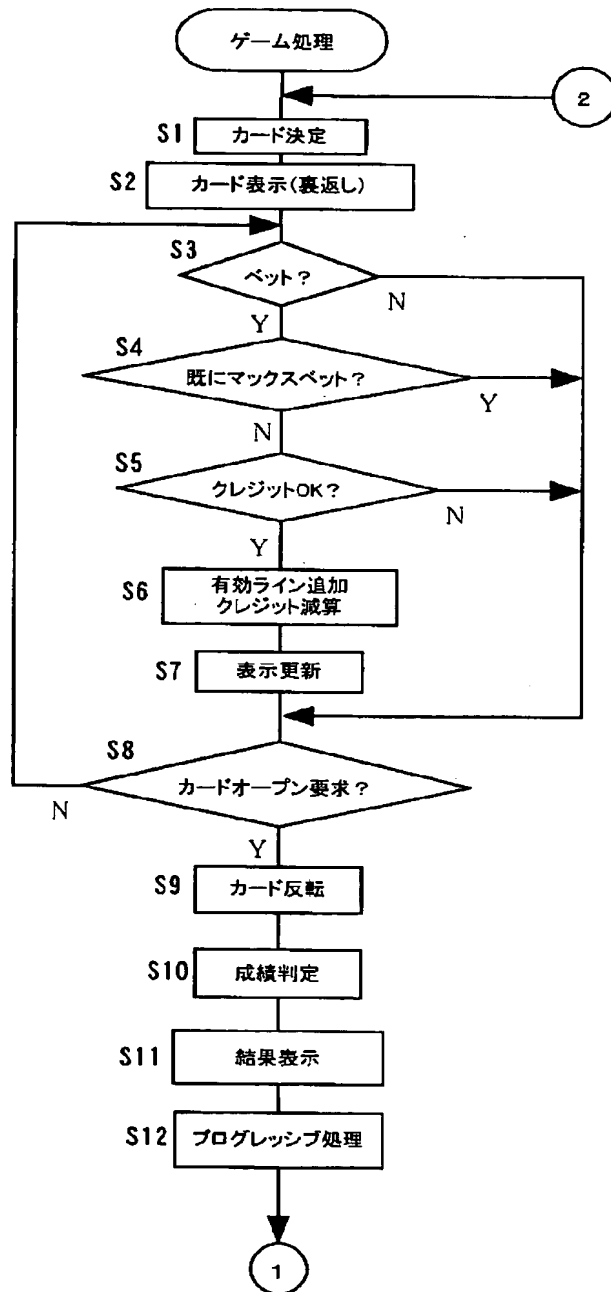 ゲーム処理
2
S1
カード決定
S2
カード表示(裏返し)
S3
ベット?
N
Y
S4
既にマックスベット?
Y
N
S5
クレジットOK?
N
Y
S6
有効ライン追加
クレジット減算
S7
表示更新
S8
カードオープン要求?
N
Y
S9
カード反転
S10
成績判定
S11
結果表示
S12
プログレッシブ処理
1